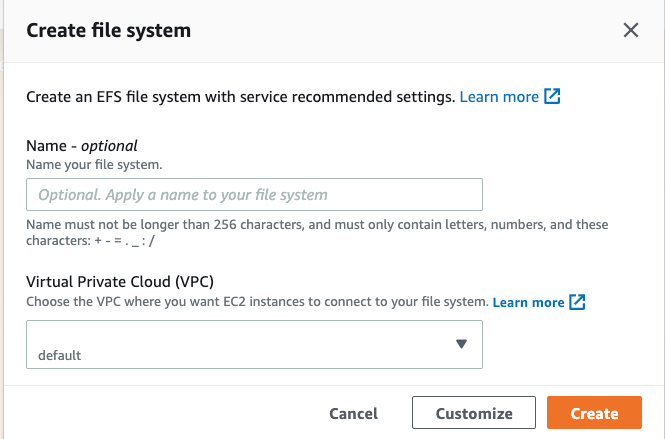 Create file system
Create an EFS file system with service recommended settings. Learn more
Name - optional
Name your file system.
Optional. Apply a name to your file system
Name must not be longer than 256 characters, and must only contain letters, numbers, and these
characters: + - = . _ : /
Virtual Private Cloud (VPC)
Choose the VPC where you want EC2 instances to connect to your file system. Learn more
default
Cancel Customize Create